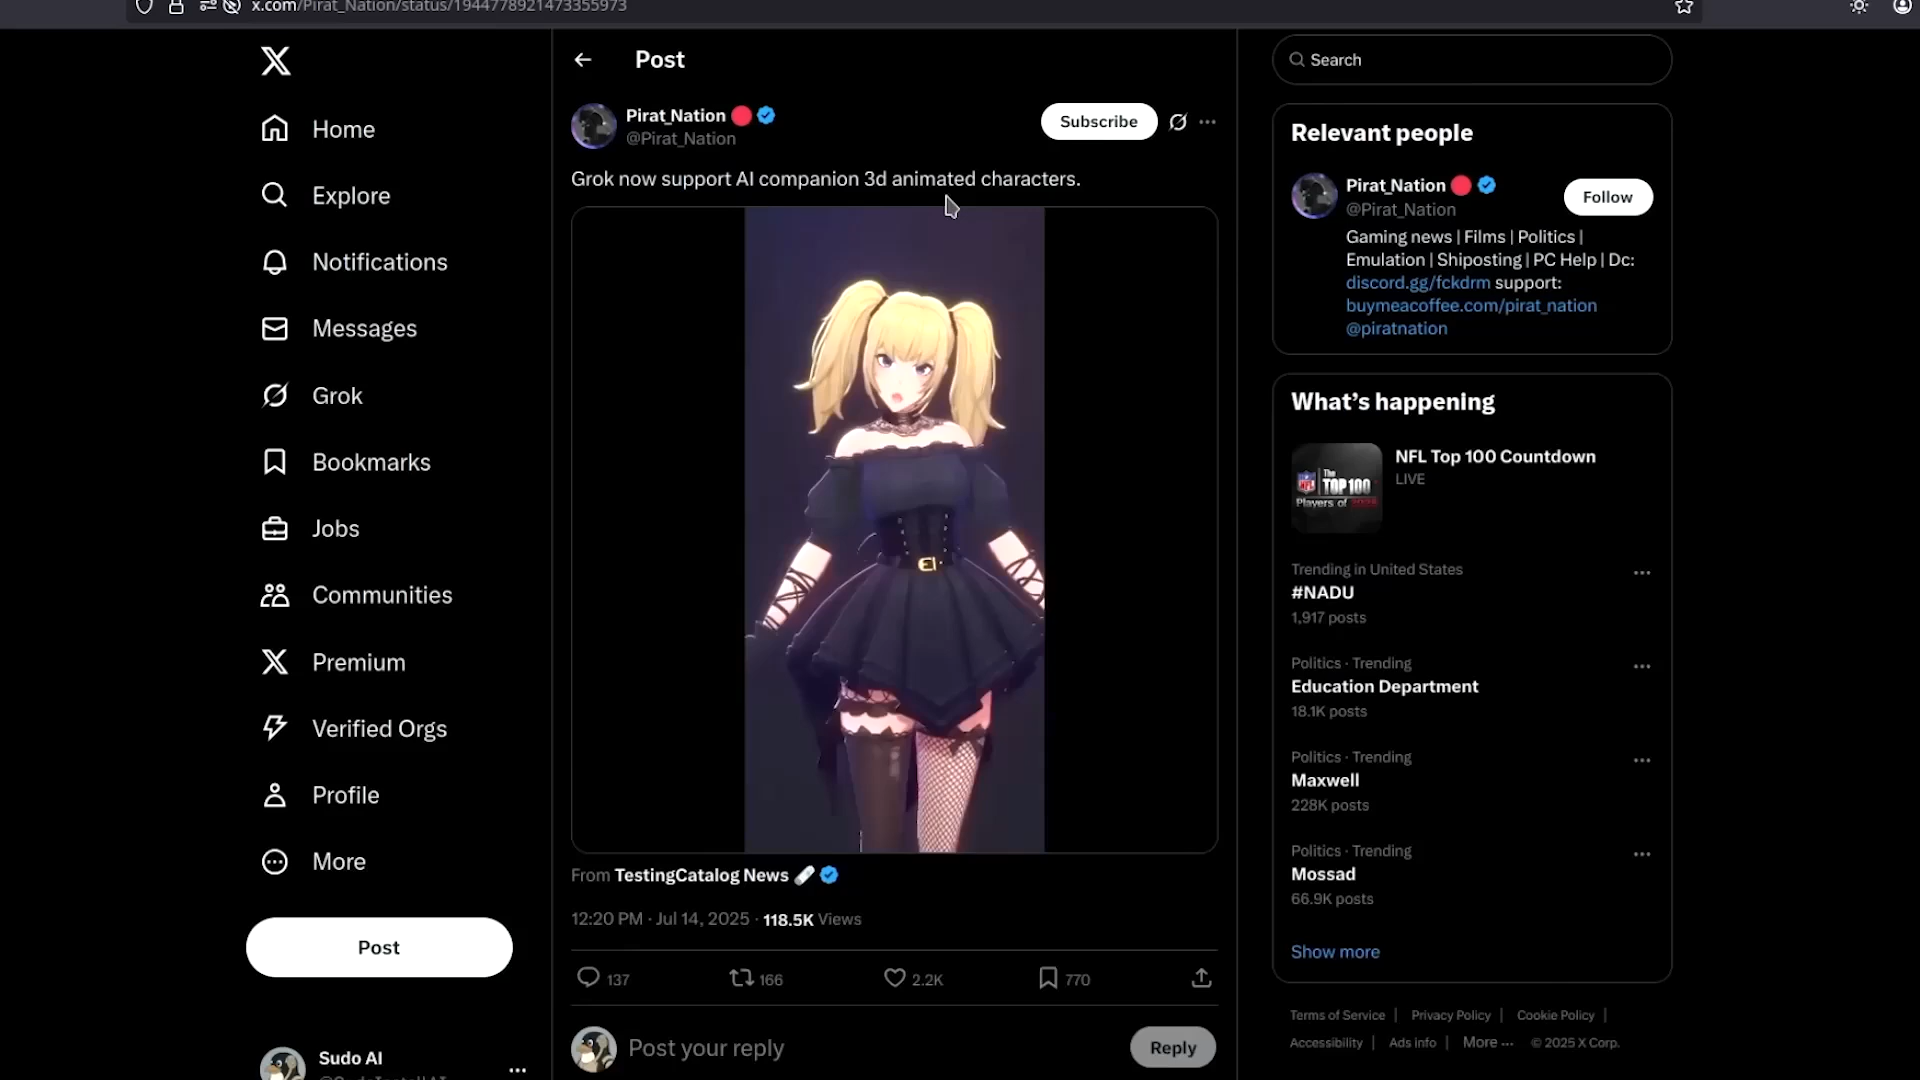 x.com/Pirat_Nation/status/1944778921473355973
Home
Explore
Notifications
Messages
Grok
Bookmarks
Jobs
Communities
Premium
Verified Orgs
Profile
More
Post
Sudo AI
Post
Pirat_Nation
@Pirat_Nation
Subscribe
Grok now support AI companion 3d animated characters.
From TestingCatalog News
12:20 PM · Jul 14, 2025 · 118.5K Views
137
166
2.2K
770
Post your reply
Reply
Search
Relevant people
Pirat_Nation
@Pirat_Nation
Follow
Gaming news | Films | Politics |
Emulation | Shiposting | PC Help | Dc:
discord.gg/fckdrm support:
buymeacoffee.com/pirat_nation
@piratnation
What's happening
The
NFL TOP 100
Players of
NFL Top 100 Countdown
LIVE
Trending in United States
#NADU
1,917 posts
Politics · Trending
Education Department
18.1K posts
Politics · Trending
Maxwell
228K posts
Politics · Trending
Mossad
66.9K posts
Show more
Terms of Service | Privacy Policy | Cookie Policy |
Accessibility | Ads info | More ··· © 2025 X Corp.